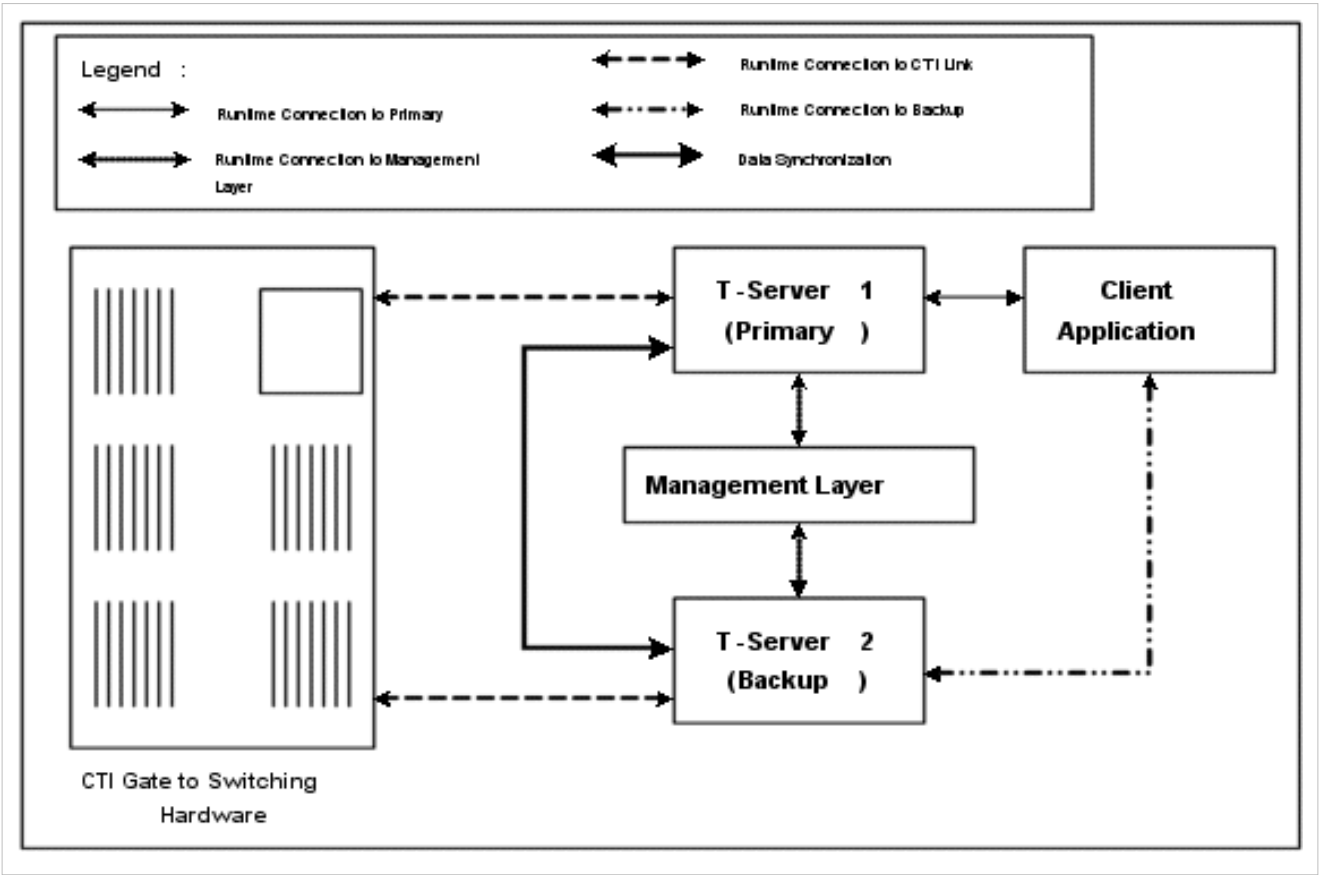 Legend :
Runtime Connection to Primary
Runtime Connection to Management
Layer
Runtime Connection to CTI Link
Runtime Connection to Backup
Data Synchronization
T-Server 1
(Primary )
Client
Application
Management Layer
T-Server 2
(Backup )
CTI Gate to Switching
Hardware